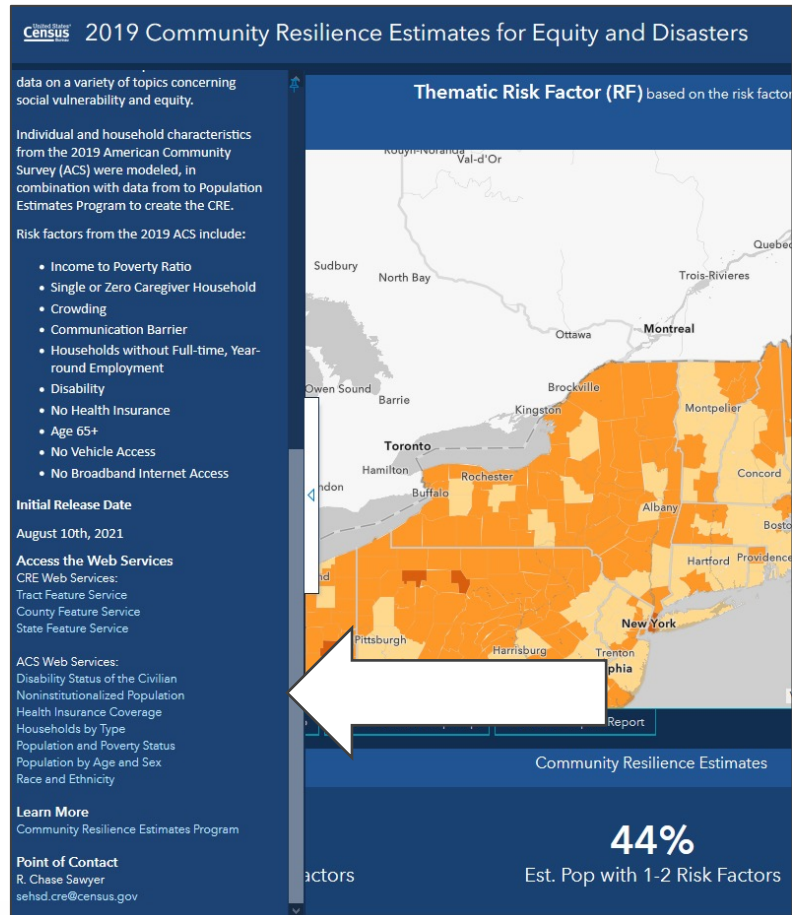 United States®
Census
Bureau
2019 Community Resilience Estimates for Equity and Disasters
data on a variety of topics concerning
social vulnerability and equity.
Individual and household characteristics
from the 2019 American Community
Survey (ACS) were modeled, in
combination with data from to Population
Estimates Program to create the CRE.
Risk factors from the 2019 ACS include:
• Income to Poverty Ratio
• Single or Zero Caregiver Household
• Crowding
• Communication Barrier
• Households without Full-time, Year-
round Employment
• Disability
• No Health Insurance
• Age 65+
• No Vehicle Access
• No Broadband Internet Access
Initial Release Date
August 10th, 2021
Access the Web Services
CRE Web Services:
Tract Feature Service
County Feature Service
State Feature Service
ACS Web Services:
Disability Status of the Civilian
Noninstitutionalized Population
Health Insurance Coverage
Households by Type
Population and Poverty Status
Population by Age and Sex
Race and Ethnicity
Learn More
Community Resilience Estimates Program
Point of Contact
R. Chase Sawyer
sehsd.cre@census.gov
Thematic Risk Factor (RF) based on the risk factor
Rouyn-Noranda
Val-d'Or
Quebec
Sudbury
North Bay
Trois-Rivieres
Ottawa
Montreal
Owen Sound
Barrie
Brockville
Kingston
Montpelier
Toronto
Hamilton
ndon
Buffalo
Rochester
Concord
Albany
Bosto
Hartford
Providence
nd
New York
Pittsburgh
Harrisburg
Trenton
phia
Report
Community Resilience Estimates
actors
44%
Est. Pop with 1-2 Risk Factors